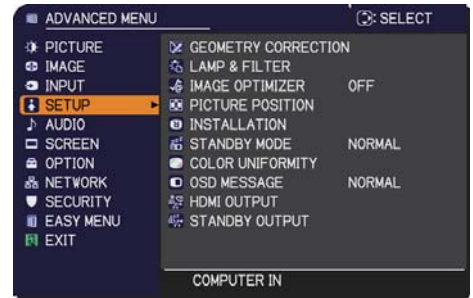 ADVANCED MENU : SELECT
PICTURE
IMAGE
INPUT
SETUP
AUDIO
SCREEN
OPTION
NETWORK
SECURITY
EASY MENU
EXIT
GEOMETRY CORRECTION
LAMP & FILTER
IMAGE OPTIMIZER OFF
PICTURE POSITION
INSTALLATION
STANDBY MODE NORMAL
COLOR UNIFORMITY
OSD MESSAGE NORMAL
HDMI OUTPUT
STANDBY OUTPUT
COMPUTER IN